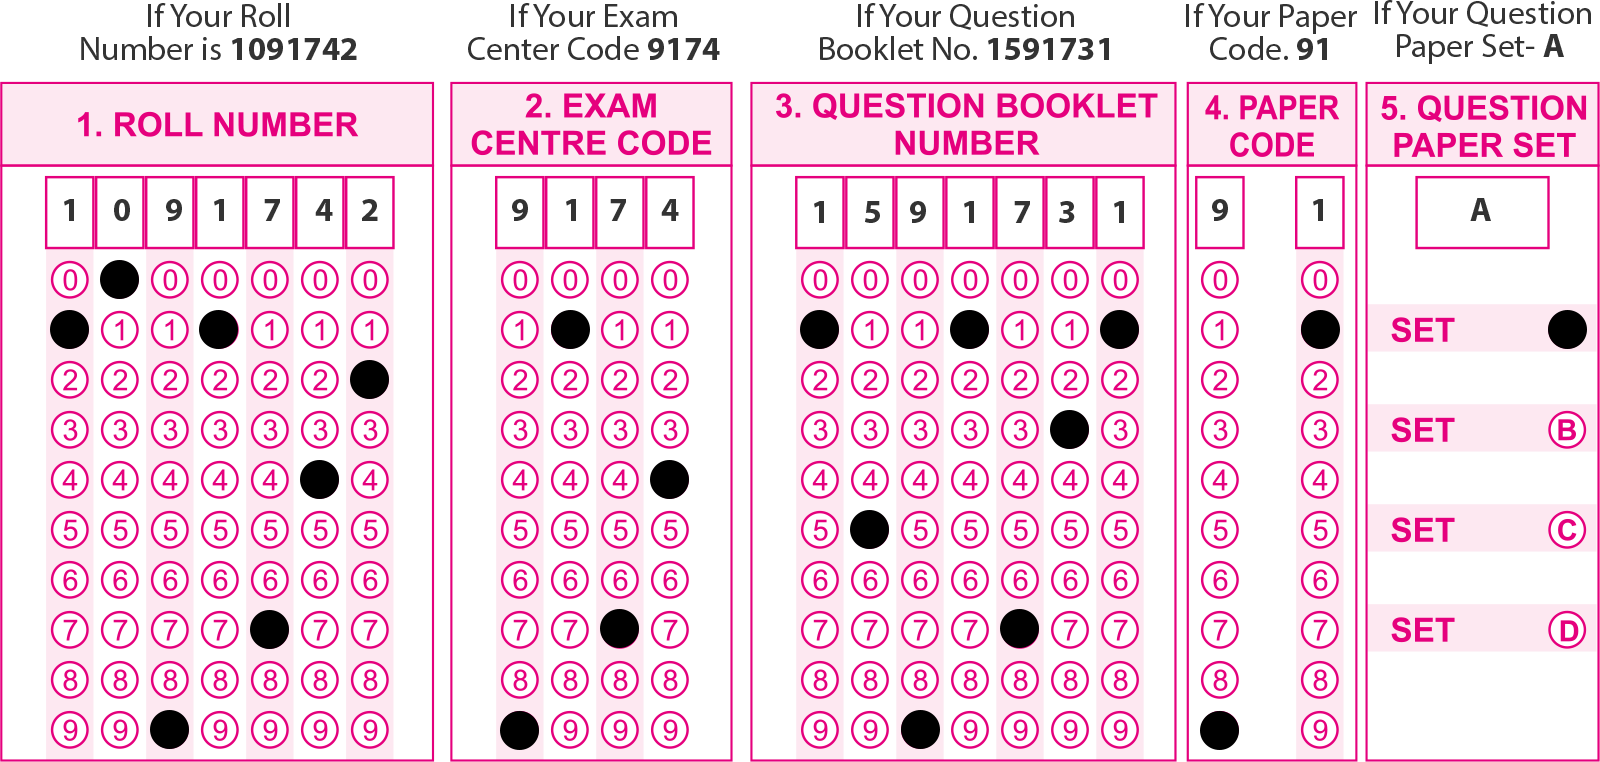 If Your Roll
Number is 1091742
If Your Exam
Center Code 9174
If Your Question
Booklet No. 1591731
If Your Paper
Code. 91
If Your Question
Paper Set- A
1. ROLL NUMBER
2. EXAM
CENTRE CODE
3. QUESTION BOOKLET
NUMBER
4. PAPER
CODE
5. QUESTION
PAPER SET
1 0 9 1 7 4 2
0 0 0 0 0 0
1 1 1 1 1
2 2 2 2 2 2
3 3 3 3 3 3 3
4 4 4 4 4 4
5 5 5 5 5 5 5
6 6 6 6 6 6 6
7 7 7 7 7 7
8 8 8 8 8 8 8
9 9 9 9 9 9
9 1 7 4
0 0 0 0
1 1 1
2 2 2 2
3 3 3 3
4 4 4
5 5 5 5
6 6 6 6
7 7 7
8 8 8 8
9 9 9
1 5 9 1 7 3 1
0 0 0 0 0 0 0
1 1 1 1
2 2 2 2 2 2 2
3 3 3 3 3 3
4 4 4 4 4 4 4
5 5 5 5 5 5
6 6 6 6 6 6 6
7 7 7 7 7 7
8 8 8 8 8 8 8
9 9 9 9 9 9
9 1
0 0
1
2 2
3 3
4 4
5 5
6 6
7 7
8 8
9
A
SET
SET B
SET C
SET D